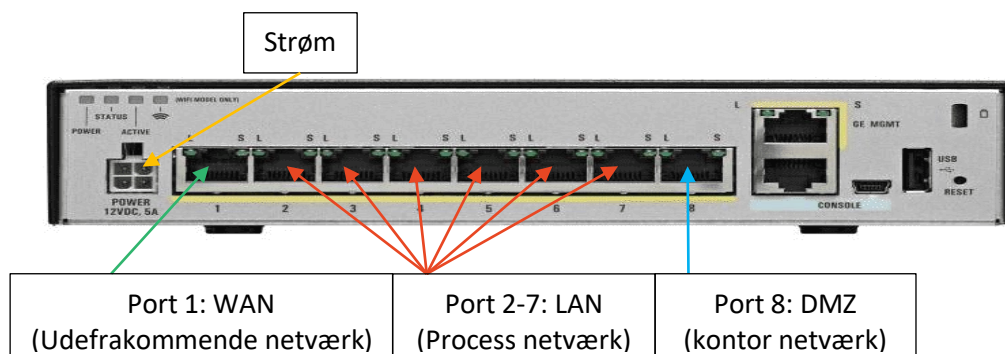 Strøm
(WIFI MODEL ONLY)
STATUS
POWER
ACTIVE
L S L S L S L S L S L S L S L S
L S
GE MGMT
USB
RESET
POWER
12VDC, 5A
1 2 3 4 5 6 7 8
CONSOLE
Port 1: WAN
(Udefrakommende netværk)
Port 2-7: LAN
(Process netværk)
Port 8: DMZ
(kontor netværk)